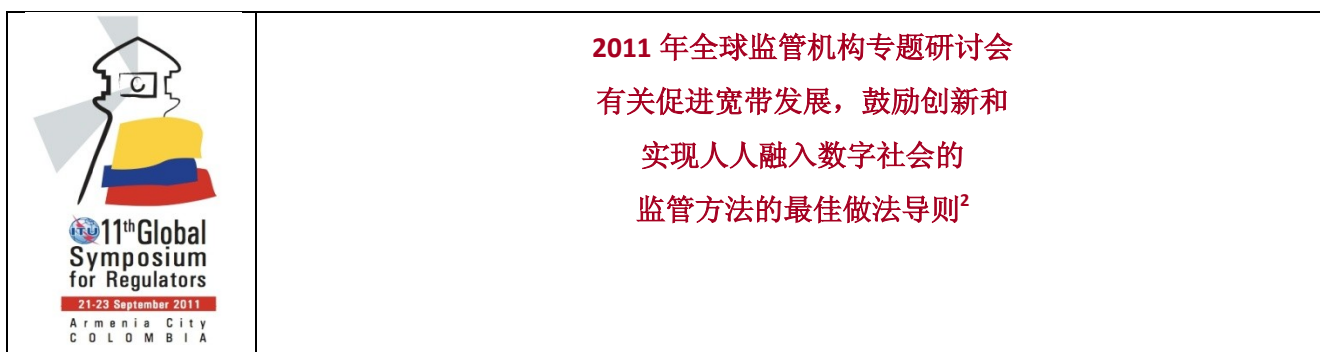 ITU 11th Global
Symposium
for Regulators
21-23 September 2011
Armenia City
COLOMBIA
2011 年全球监管机构专题研讨会
有关促进宽带发展，鼓励创新和
实现人人融入数字社会的
监管方法的最佳做法导则2